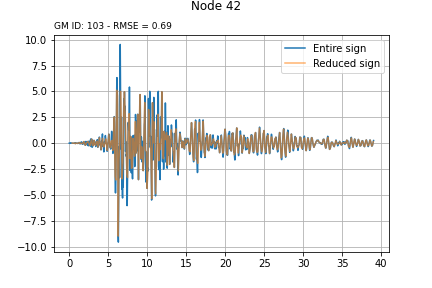 Node 42
GM ID: 103 - RMSE = 0.69
Entire sign
Reduced sign
10.0
7.5
5.0
2.5
0.0
−2.5
−5.0
−7.5
−10.0
0 5 10 15 20 25 30 35 40